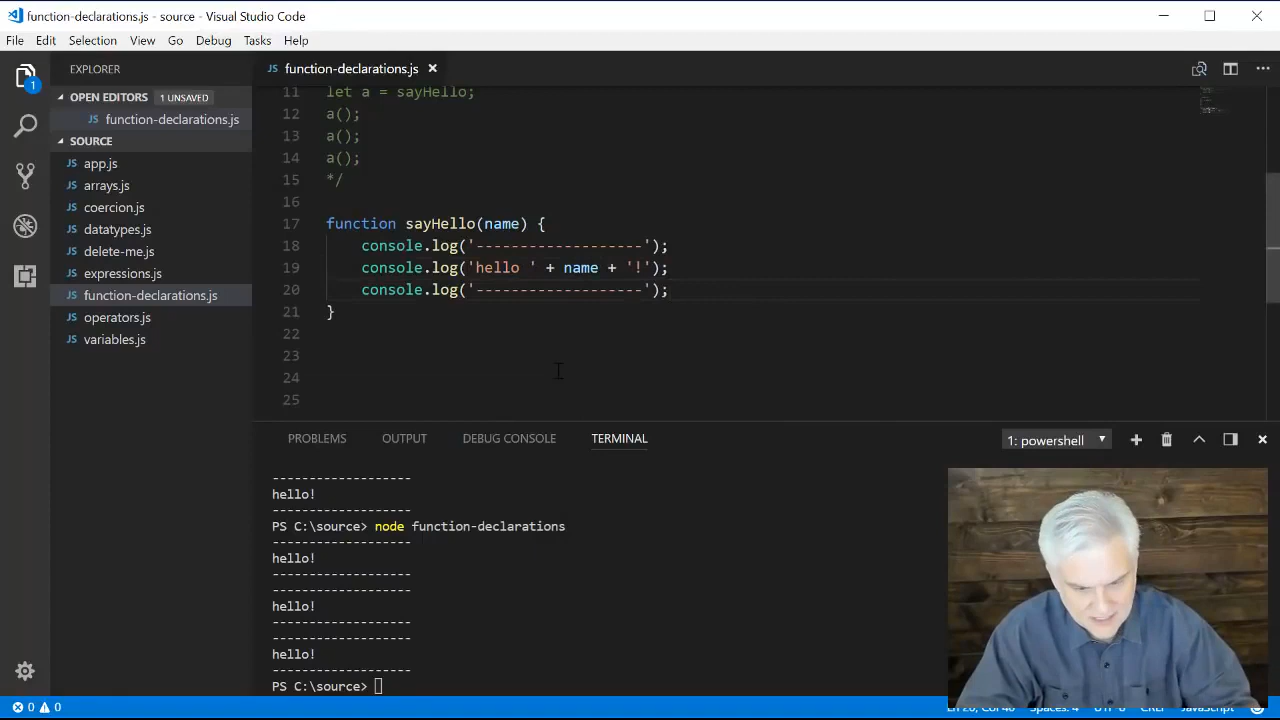 function-declarations.js - source - Visual Studio Code
File Edit Selection View Go Debug Tasks Help
EXPLORER
function-declarations.js
OPEN EDITORS 1 UNSAVED
JS function-declarations.js
SOURCE
JS app.js
JS arrays.js
JS coercion.js
JS datatypes.js
JS delete-me.js
JS expressions.js
JS function-declarations.js
JS operators.js
JS variables.js
1
JS function-declarations.js
11 let a = sayHello;
12 a();
13 a();
14 a();
15 */
16
17 function sayHello(name) {
18 console.log('-------------------');
19 console.log('hello ' + name + '!');
20 console.log('-------------------');
21 }
22
23
24
25
PROBLEMS OUTPUT DEBUG CONSOLE TERMINAL 1: powershell
-------------------
hello!
-------------------
PS C:\source> node function-declarations
-------------------
hello!
-------------------
-------------------
hello!
-------------------
-------------------
hello!
-------------------
PS C:\source>
0 0